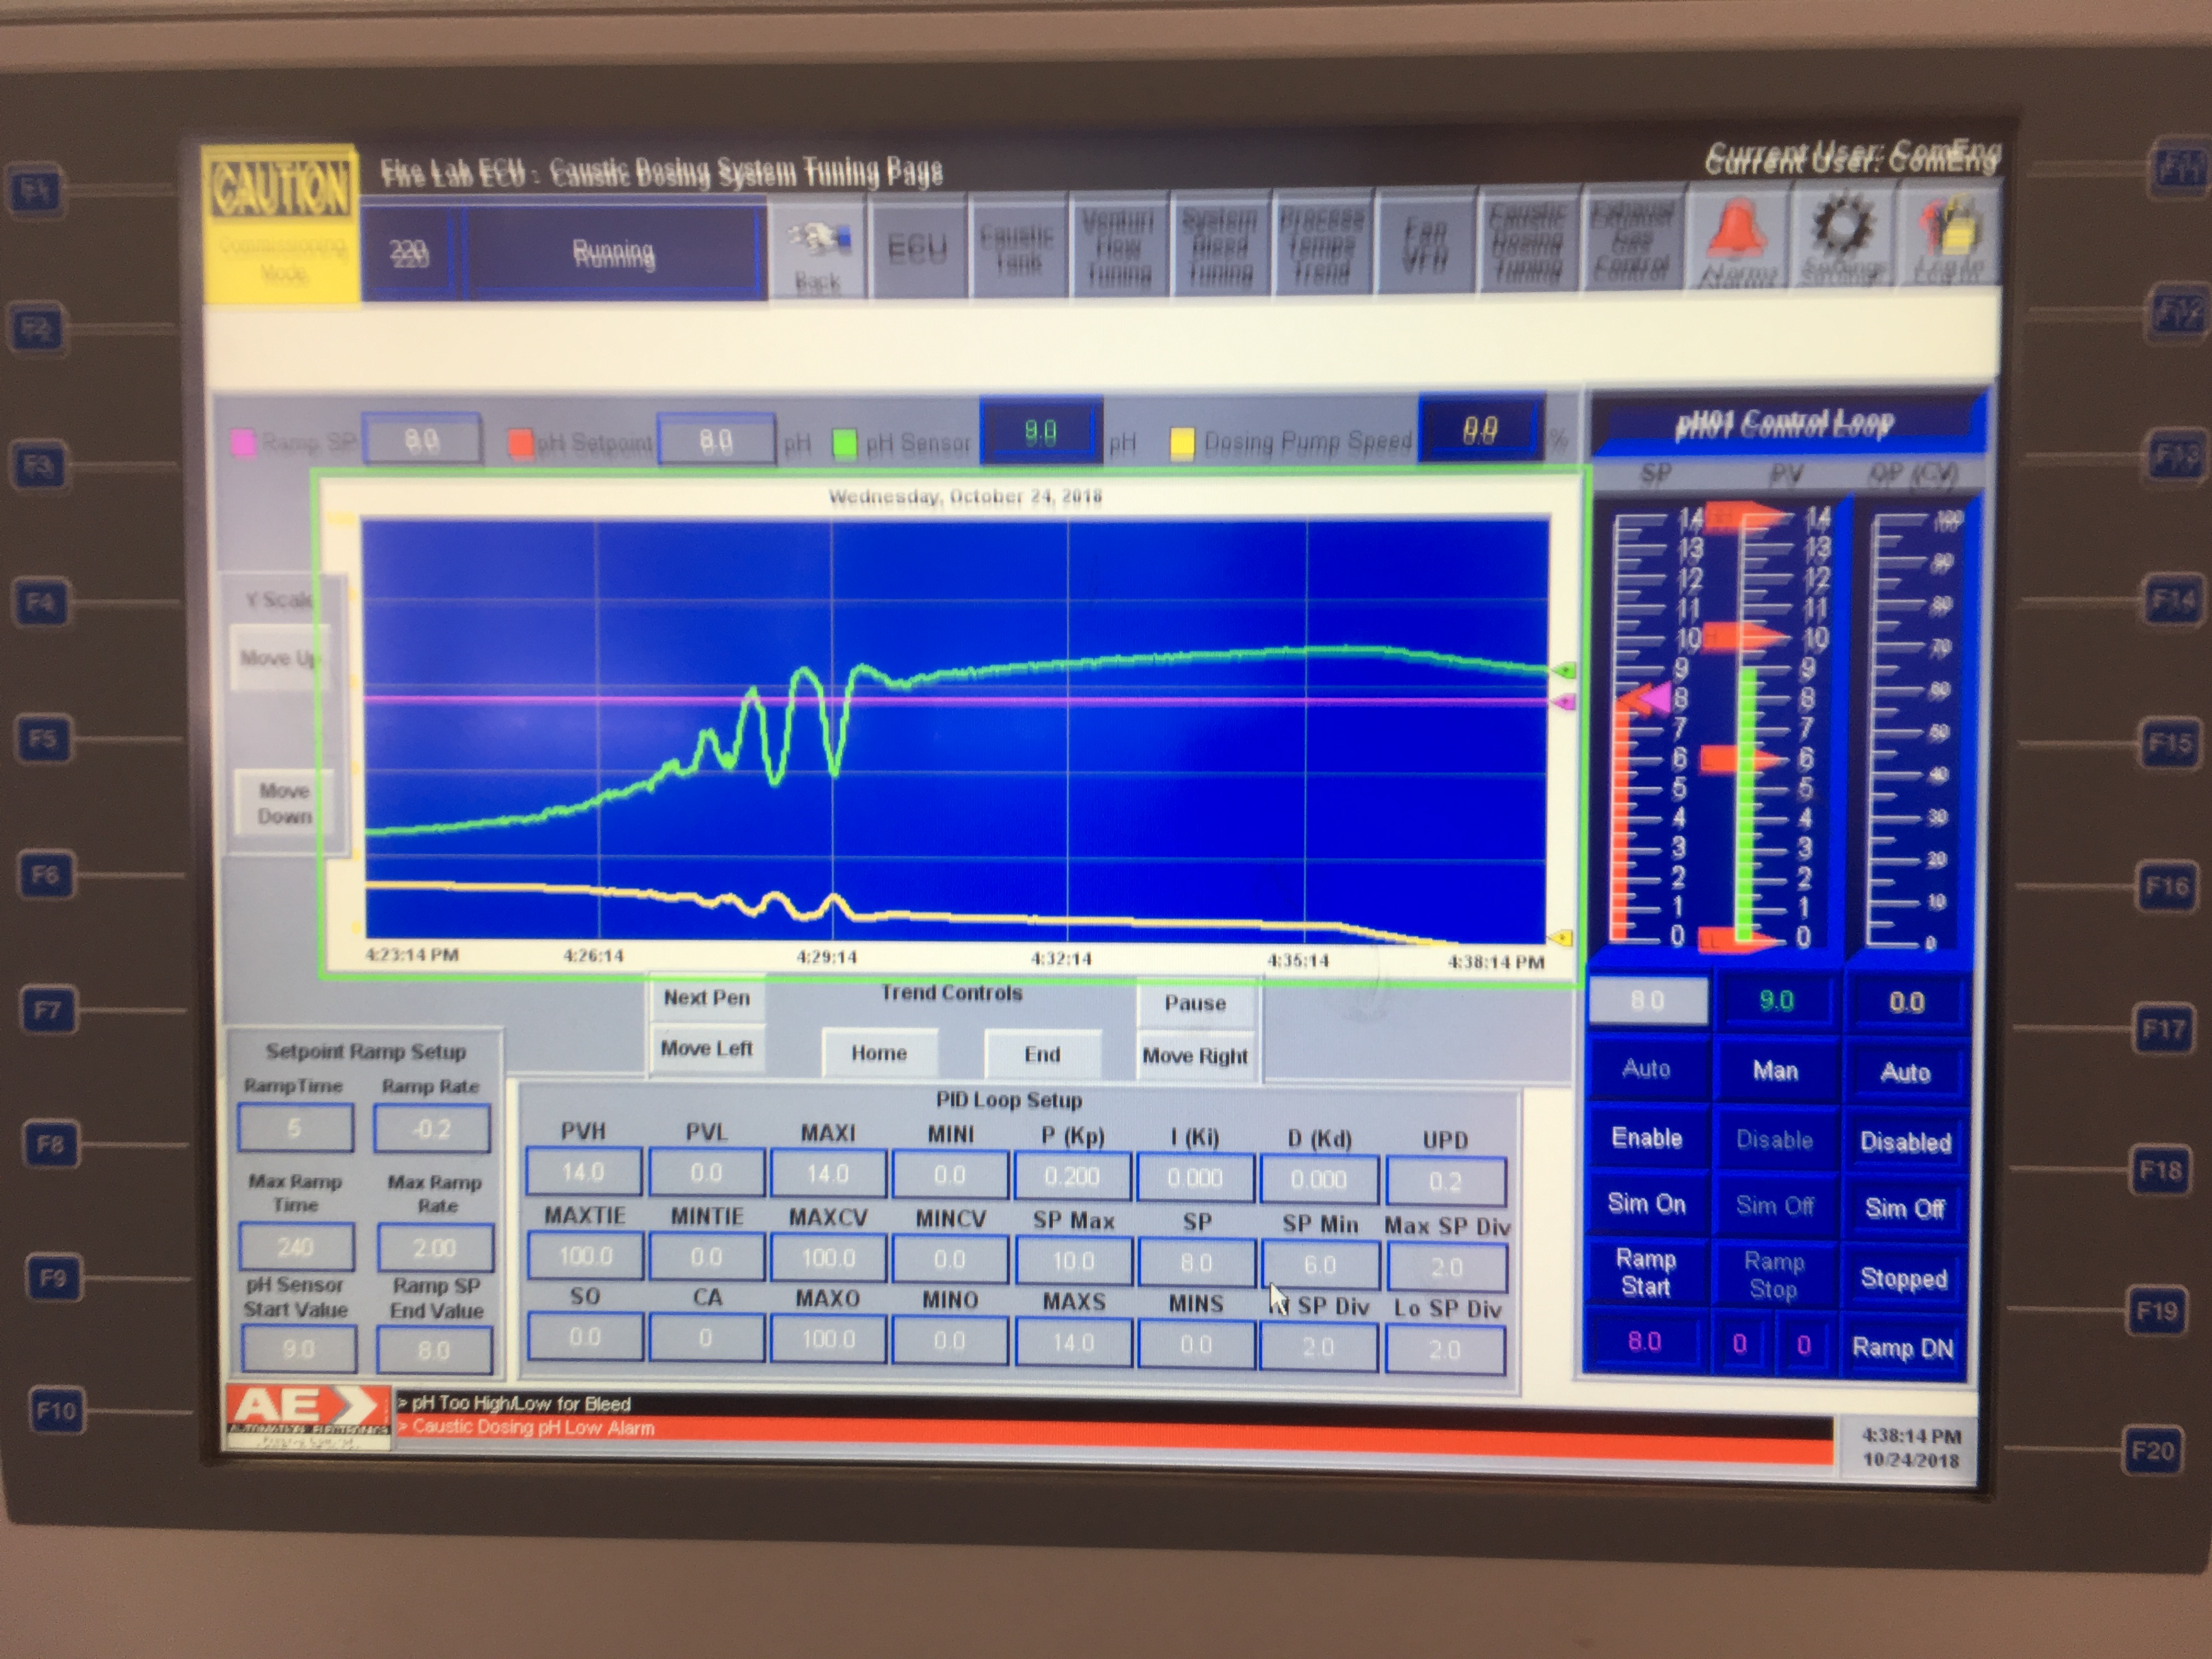 CAUTION
Commissioning
Mode
Fire Lab ECU : Caustic Dosing System Tuning Page
Current User: ComEng
220
Running
Back
ECU
Caustic
Tank
Venturi
Flow
Tuning
System
Bleed
Tuning
Process
Temps
Trend
Fan
VFD
Caustic
Dosing
Tuning
Exhaust
Gas
Control
Alarms
Settings
Ramp SP 8.0
pH Setpoint 8.0 pH
pH Sensor 9.0 pH
Dosing Pump Speed 0.0 %
Wednesday, October 24, 2018
Y Scale
Move Up
Move
Down
4:23:14 PM 4:26:14 4:29:14 4:32:14 4:35:14 4:38:14 PM
Trend Controls
Next Pen
Pause
Move Left
Home
End
Move Right
pH01 Control Loop
SP PV OP (CV)
14 14 100
13 13 90
12 12 80
11 11 70
10 10 60
9 9 50
8 8 40
7 7 30
6 6 20
5 5 10
4 4 0
3 3
2 2
1 1
0 0
H
L
LL
8.0 9.0 0.0
Auto Man Auto
Enable Disable Disabled
Sim On Sim Off Sim Off
Ramp
Start
Ramp
Stop
Stopped
8.0 0 0 Ramp DN
Setpoint Ramp Setup
RampTime Ramp Rate
5 -0.2
Max Ramp
Time
Max Ramp
Rate
240 2.00
pH Sensor
Start Value
Ramp SP
End Value
9.0 8.0
PID Loop Setup
PVH PVL MAXI MINI P (Kp) I (Ki) D (Kd) UPD
14.0 0.0 14.0 0.0 0.200 0.000 0.000 0.2
MAXTIE MINTIE MAXCV MINCV SP Max SP SP Min Max SP Div
100.0 0.0 100.0 0.0 10.0 8.0 6.0 2.0
SO CA MAXO MINO MAXS MINS SP Div Lo SP Div
0.0 0 100.0 0.0 14.0 0.0 2.0 2.0
AE
AUTOMATION ELECTRONICS
> pH Too High/Low for Bleed
> Caustic Dosing pH Low Alarm
4:38:14 PM
10/24/2018
F1
F2
F3
F4
F5
F6
F7
F8
F9
F10
F11
F12
F13
F14
F15
F16
F17
F18
F19
F20